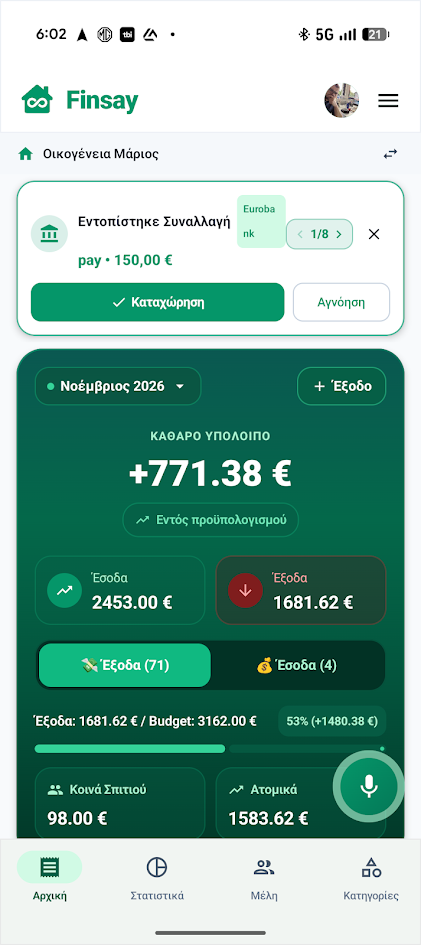 6:02 MG tbi 5G 21
Finsay
Οικογένεια Μάριος
Εντοπίστηκε Συναλλαγή
Euroba
nk
1/8
pay • 150,00 €
Καταχώρηση
Αγνόηση
Νοέμβριος 2026
+ Έξοδο
ΚΑΘΑΡΟ ΥΠΟΛΟΙΠΟ
+771.38 €
Εντός προϋπολογισμού
Έσοδα
2453.00 €
Έξοδα
1681.62 €
💸 Έξοδα (71)
💰 Έσοδα (4)
Έξοδα: 1681.62 € / Budget: 3162.00 €
53% (+1480.38 €)
Κοινά Σπιτιού
98.00 €
Ατομικά
1583.62 €
Αρχική
Στατιστικά
Μέλη
Κατηγορίες